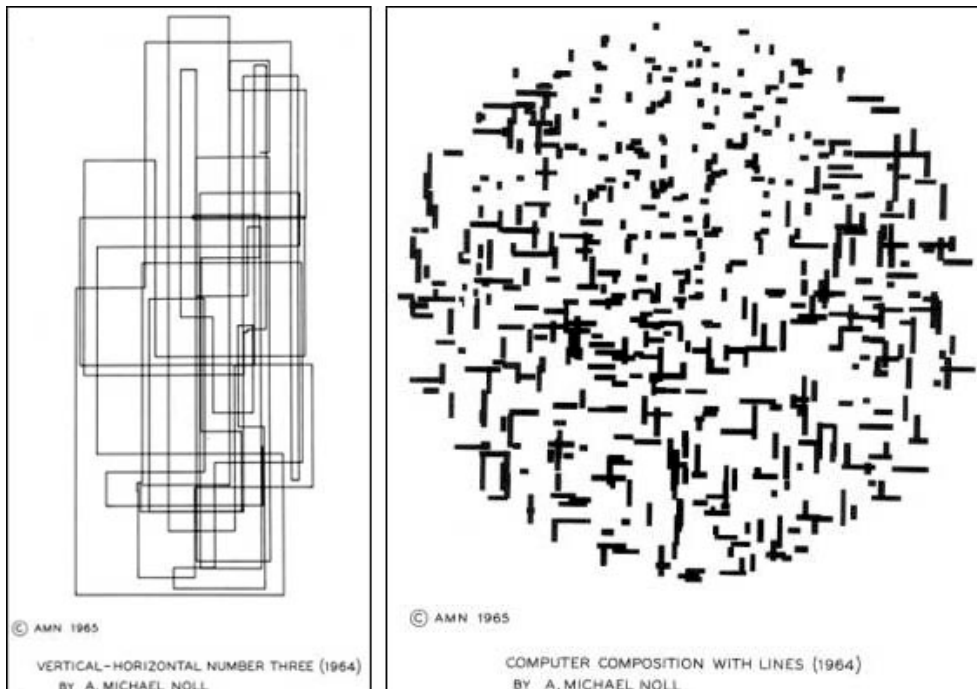 © AMN 1965
VERTICAL-HORIZONTAL NUMBER THREE (1964)
BY A. MICHAEL NOLL
© AMN 1965
COMPUTER COMPOSITION WITH LINES (1964)
BY A. MICHAEL NOLL